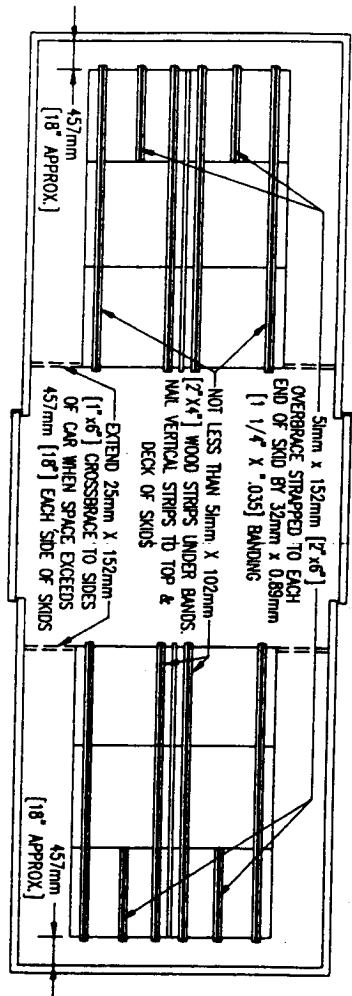 457mm
[18" APPROX.]
51mm x 152mm [2" x6"]
OVERBRACE STRAPPED TO EACH
END OF SKID BY 32mm x 0.89mm
[1 1/4" X ".035] BANDING
NOT LESS THAN 51mm X 102mm
[2"X4"] WOOD STRIPS UNDER BANDS.
NAIL VERTICAL STRIPS TO TOP &
DECK OF SKIDS
EXTEND 25mm X 152mm
[1" x6"] CROSSBRACE TO SIDES
OF CAR WHEN SPACE EXCEEDS
457mm [18"] EACH SIDE OF SKIDS
457mm
[18" APPROX.]